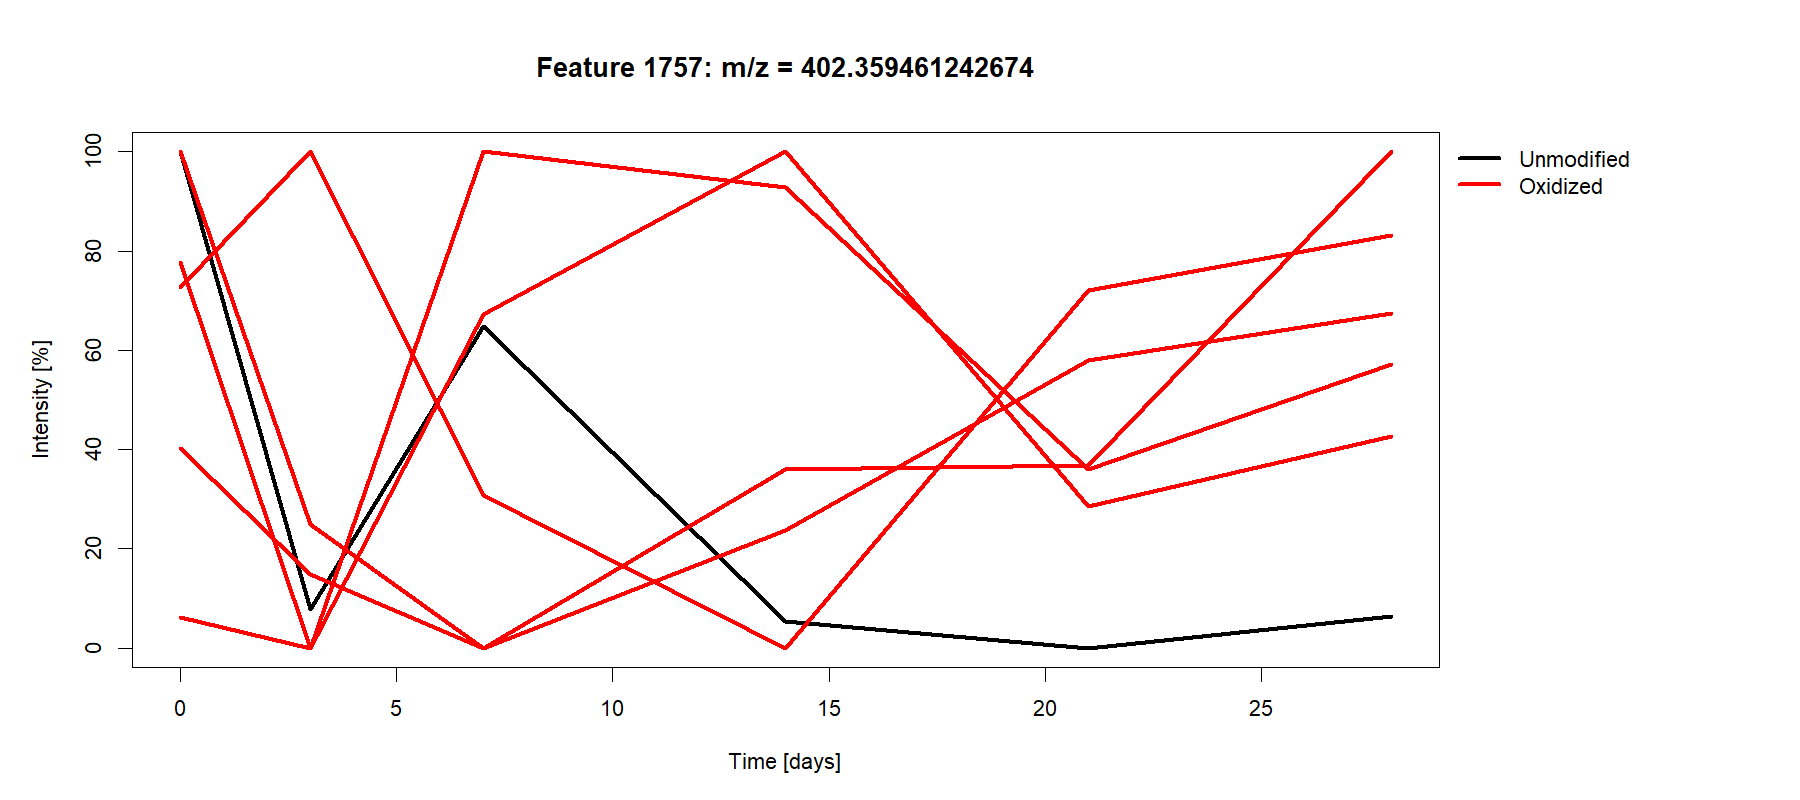 Feature 1757: m/z = 402.359461242674
100
80
60
40
20
0
Intensity [%]
0 5 10 15 20 25
Time [days]
Unmodified
Oxidized